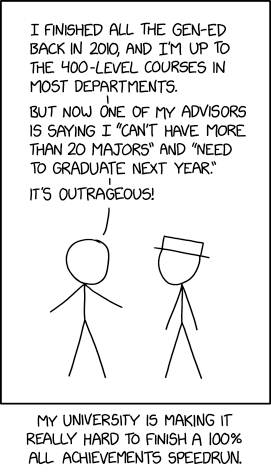 I FINISHED ALL THE GEN-ED
BACK IN 2010, AND I'M UP TO
THE 400-LEVEL COURSES IN
MOST DEPARTMENTS.
BUT NOW ONE OF MY ADVISORS
IS SAYING I "CAN'T HAVE MORE
THAN 20 MAJORS" AND "NEED
TO GRADUATE NEXT YEAR."
IT'S OUTRAGEOUS!
MY UNIVERSITY IS MAKING IT
REALLY HARD TO FINISH A 100%
ALL ACHIEVEMENTS SPEEDRUN.